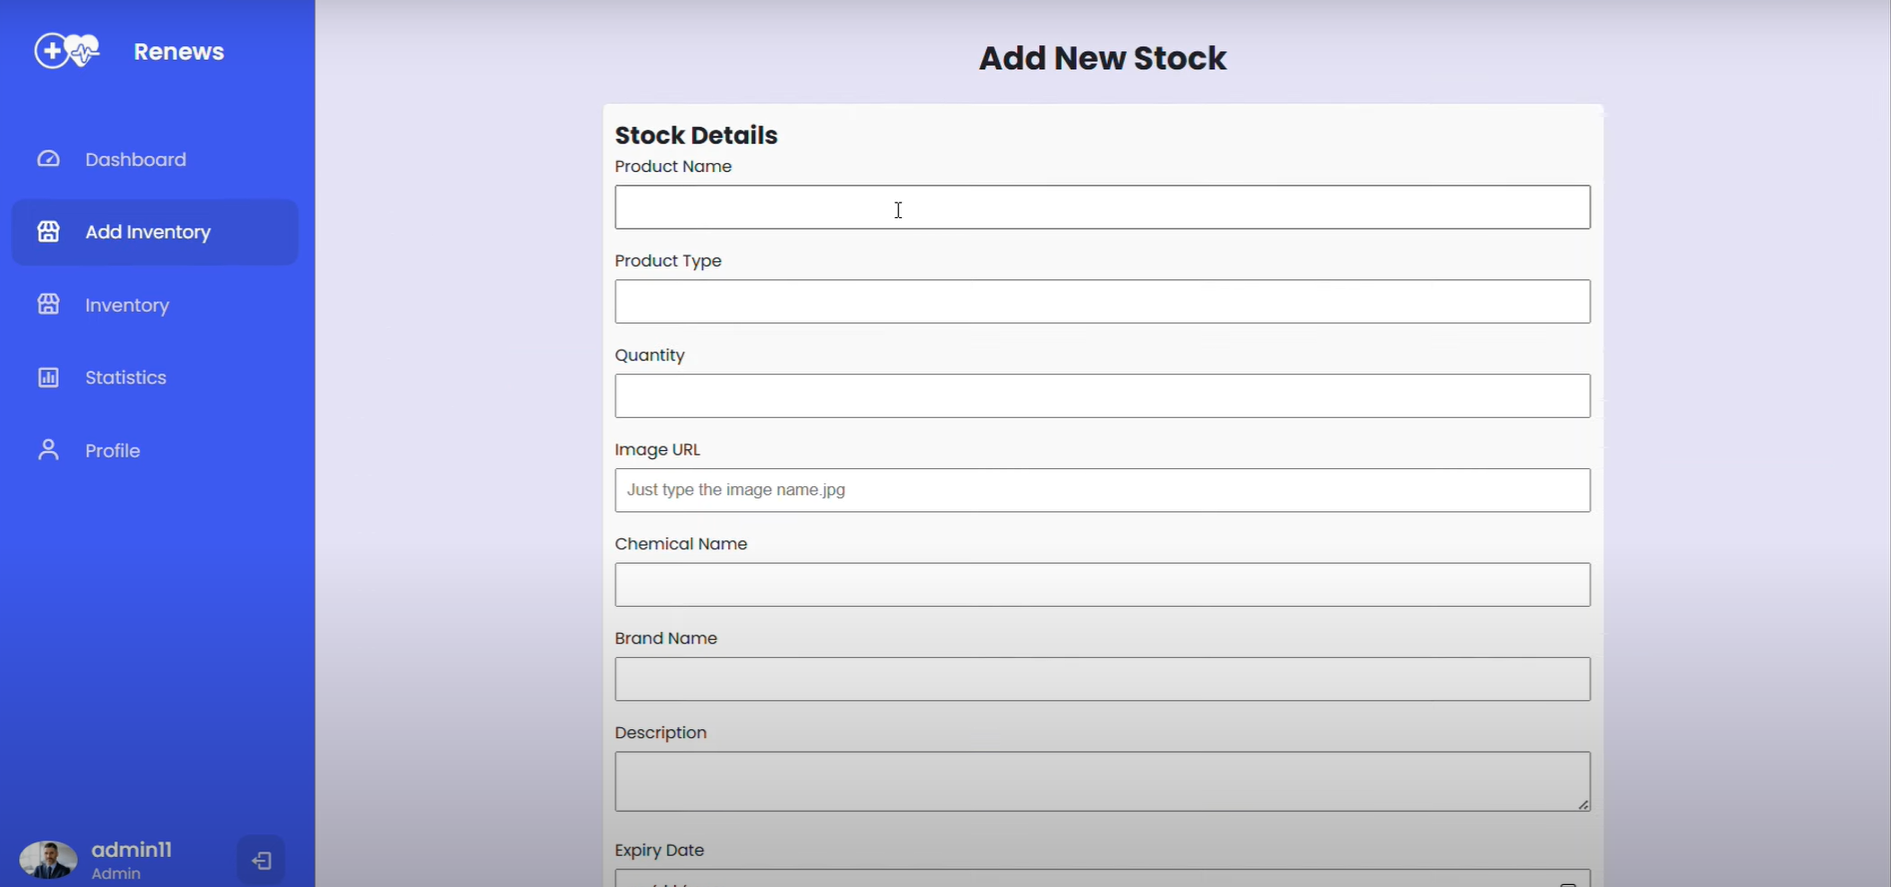 Renews
Dashboard
Add Inventory
Inventory
Statistics
Profile
admin11
Admin
Add New Stock
Stock Details
Product Name
Product Type
Quantity
Image URL
Just type the image name.jpg
Chemical Name
Brand Name
Description
Expiry Date